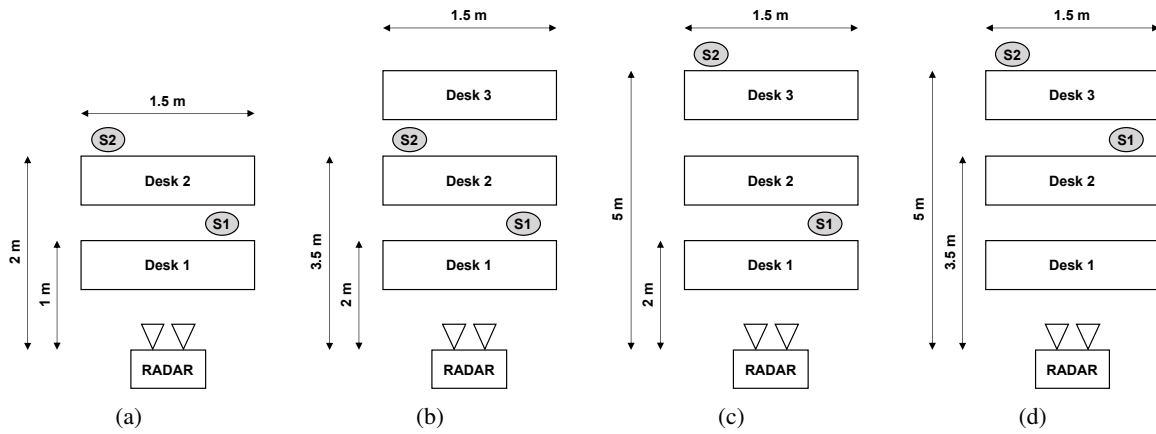 1.5 m
S2
Desk 2
S1
Desk 1
2 m
1 m
RADAR
(a)
1.5 m
Desk 3
S2
Desk 2
S1
Desk 1
3.5 m
2 m
RADAR
(b)
1.5 m
S2
Desk 3
Desk 2
S1
Desk 1
5 m
2 m
RADAR
(c)
1.5 m
S2
Desk 3
S1
Desk 2
Desk 1
5 m
3.5 m
RADAR
(d)